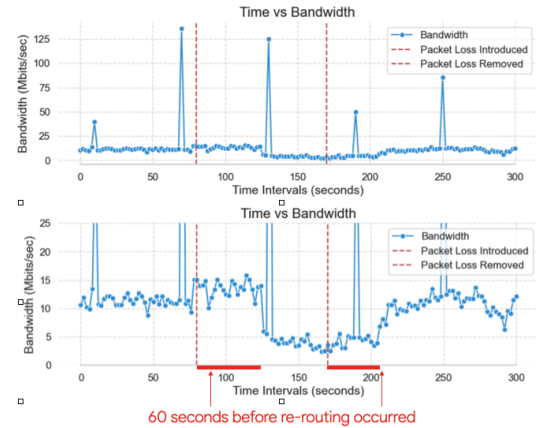 Time vs Bandwidth
Bandwidth (Mbits/sec)
125
100
75
50
25
0
Bandwidth
Packet Loss Introduced
Packet Loss Removed
0 50 100 150 200 250 300
Time Intervals (seconds)
Time vs Bandwidth
Bandwidth (Mbits/sec)
25
20
15
10
5
0
Bandwidth
Packet Loss Introduced
Packet Loss Removed
0 50 100 150 200 250 300
Time Intervals (seconds)
60 seconds before re-routing occurred